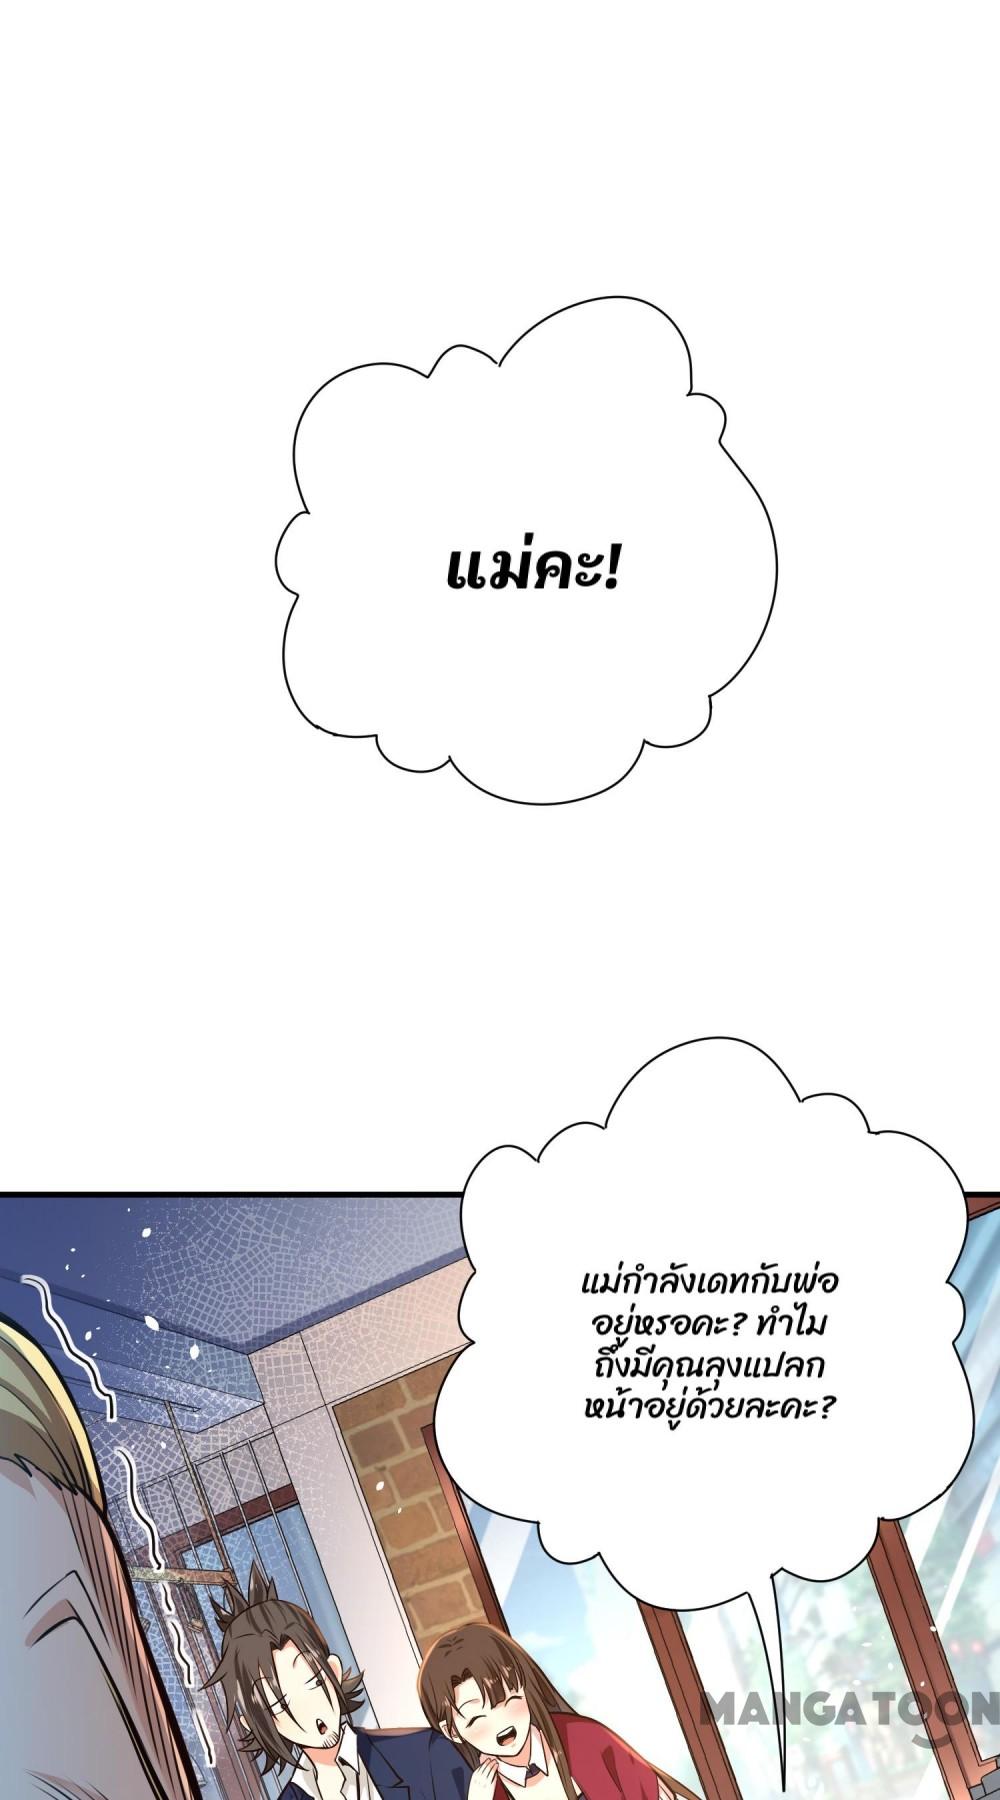 แม่คะ!
แม่กำลังเดทกับพ่อ
อยู่หรอคะ? ทำไม
ถึงมีคุณลุงแปลก
หน้าอยู่ด้วยละคะ?
MANGATOON